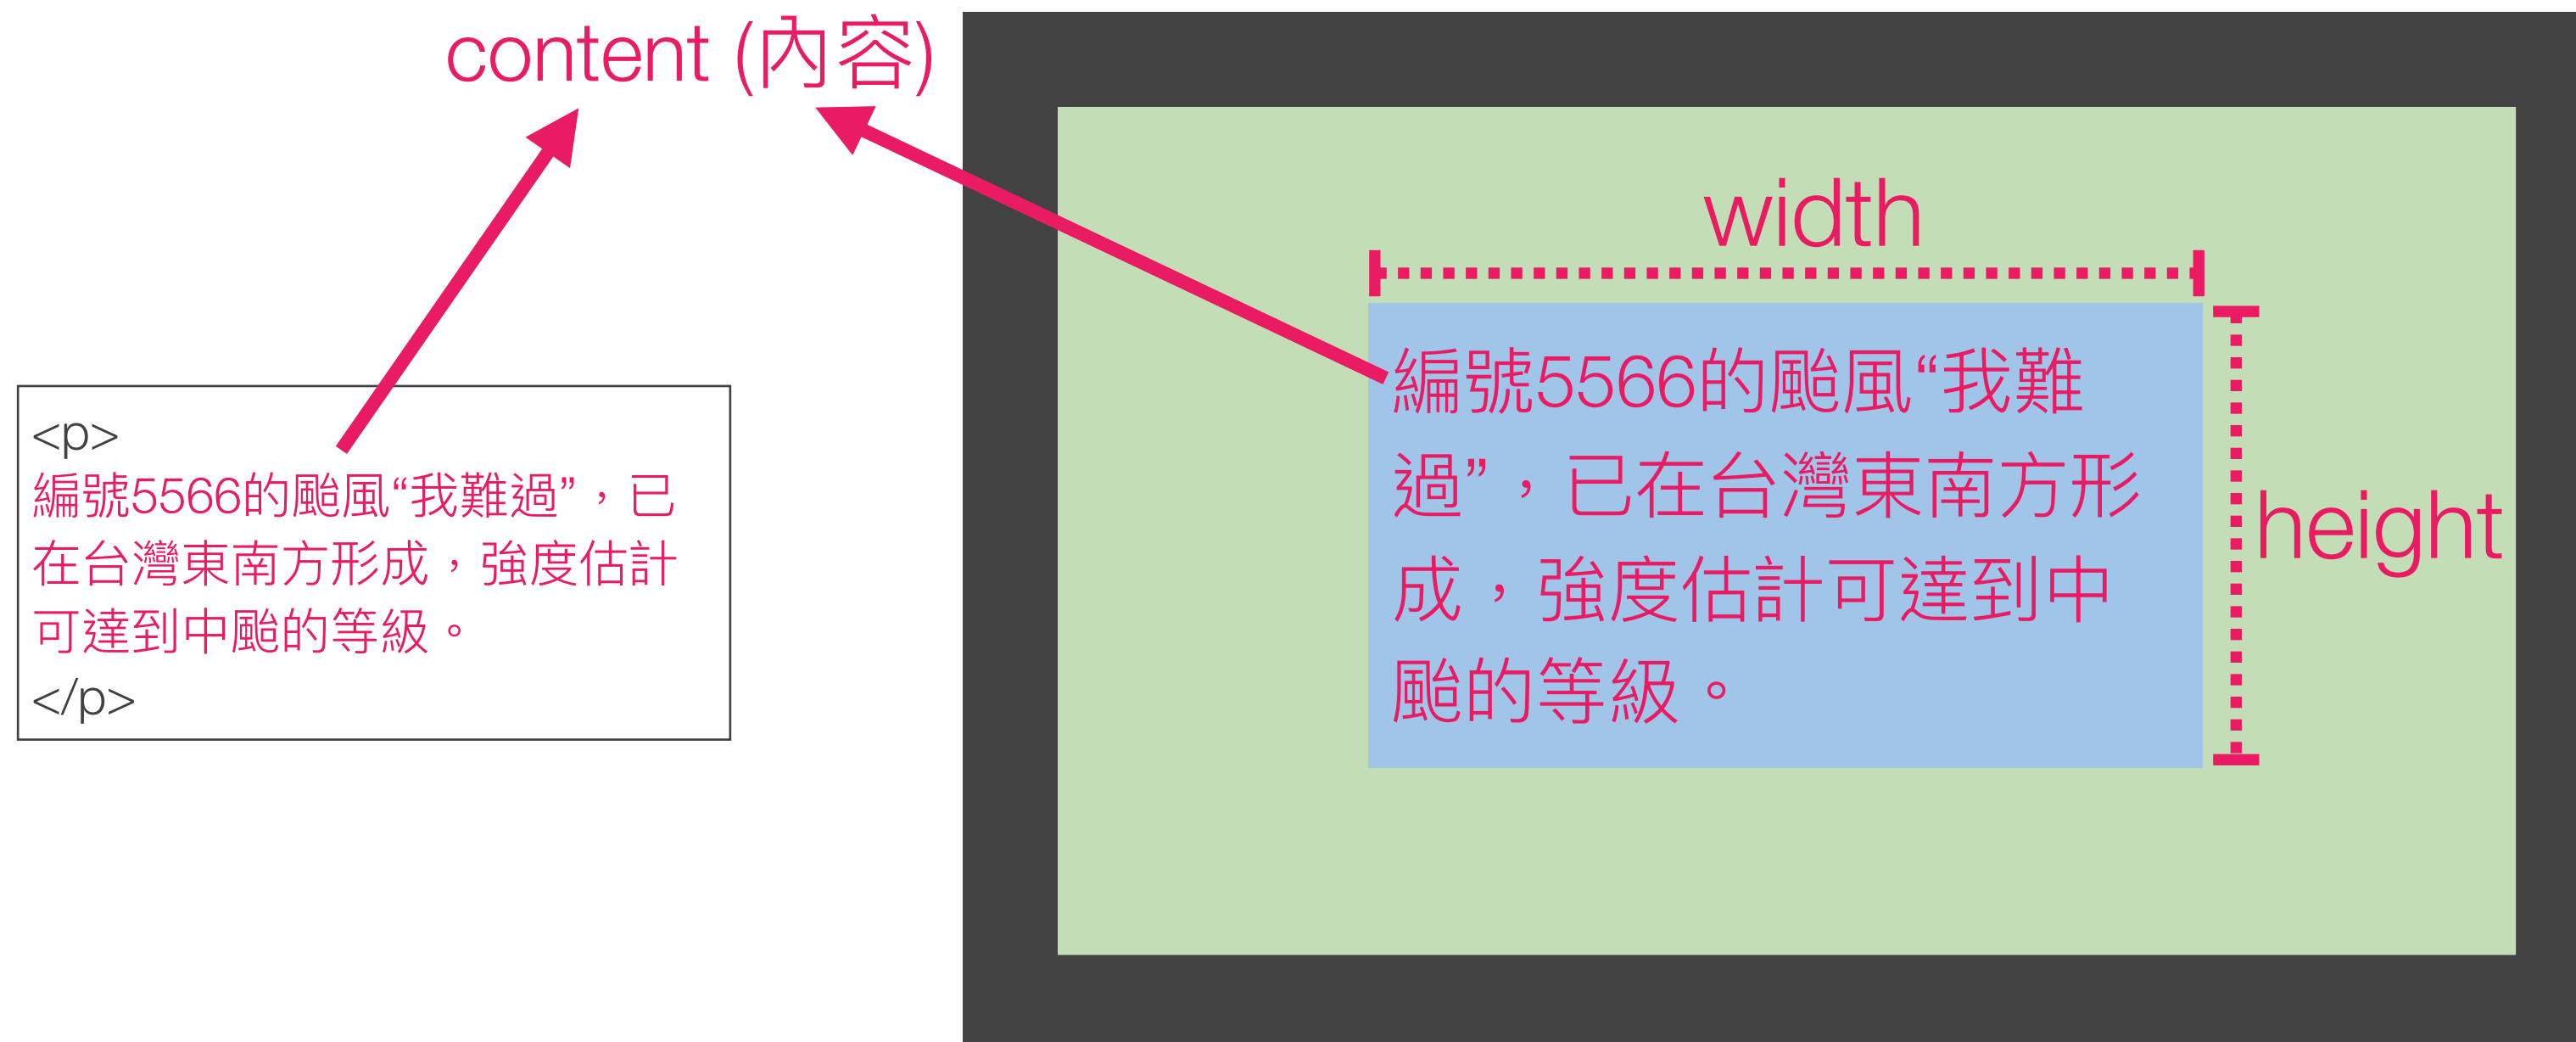 content (內容)
<p>
編號5566的颱風“我難過”，已
在台灣東南方形成，強度估計
可達到中颱的等級。
</p>
width
編號5566的颱風“我難
過”，已在台灣東南方形
成，強度估計可達到中
颱的等級。
height